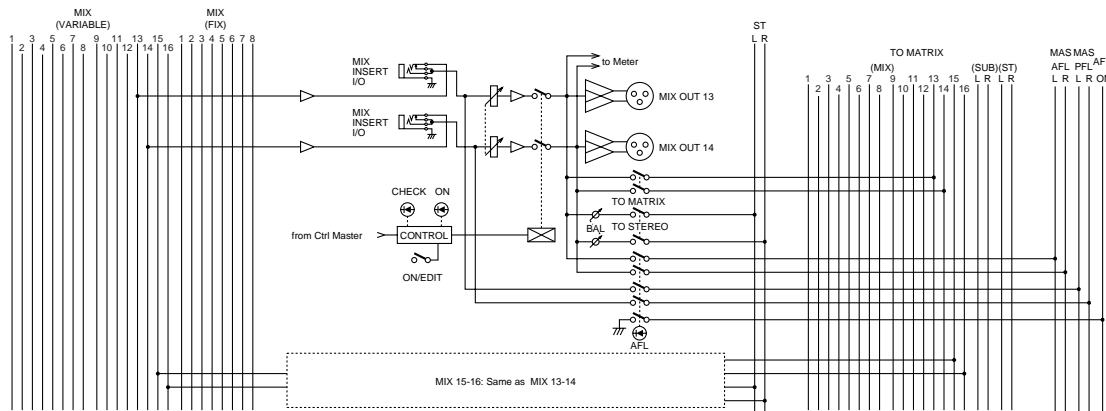 MIX
(VARIABLE)
1 2 3 4 5 6 7 8 9 10 11 12 13 14 15 16
MIX
(FIX)
1 2 3 4 5 6 7 8
MIX
INSERT
I/O
MIX
INSERT
I/O
to Meter
MIX OUT 13
MIX OUT 14
ST
L R
TO MATRIX
(MIX)
1 2 3 4 5 6 7 8 9 10 11 12 13 14 15 16
(SUB) (ST)
L R L R
MAS MAS
AFL PFL AF
L R L R ON
CHECK ON
from Ctrl Master
CONTROL
ON/EDIT
TO MATRIX
BAL
TO STEREO
AFL
MIX 15-16: Same as MIX 13-14